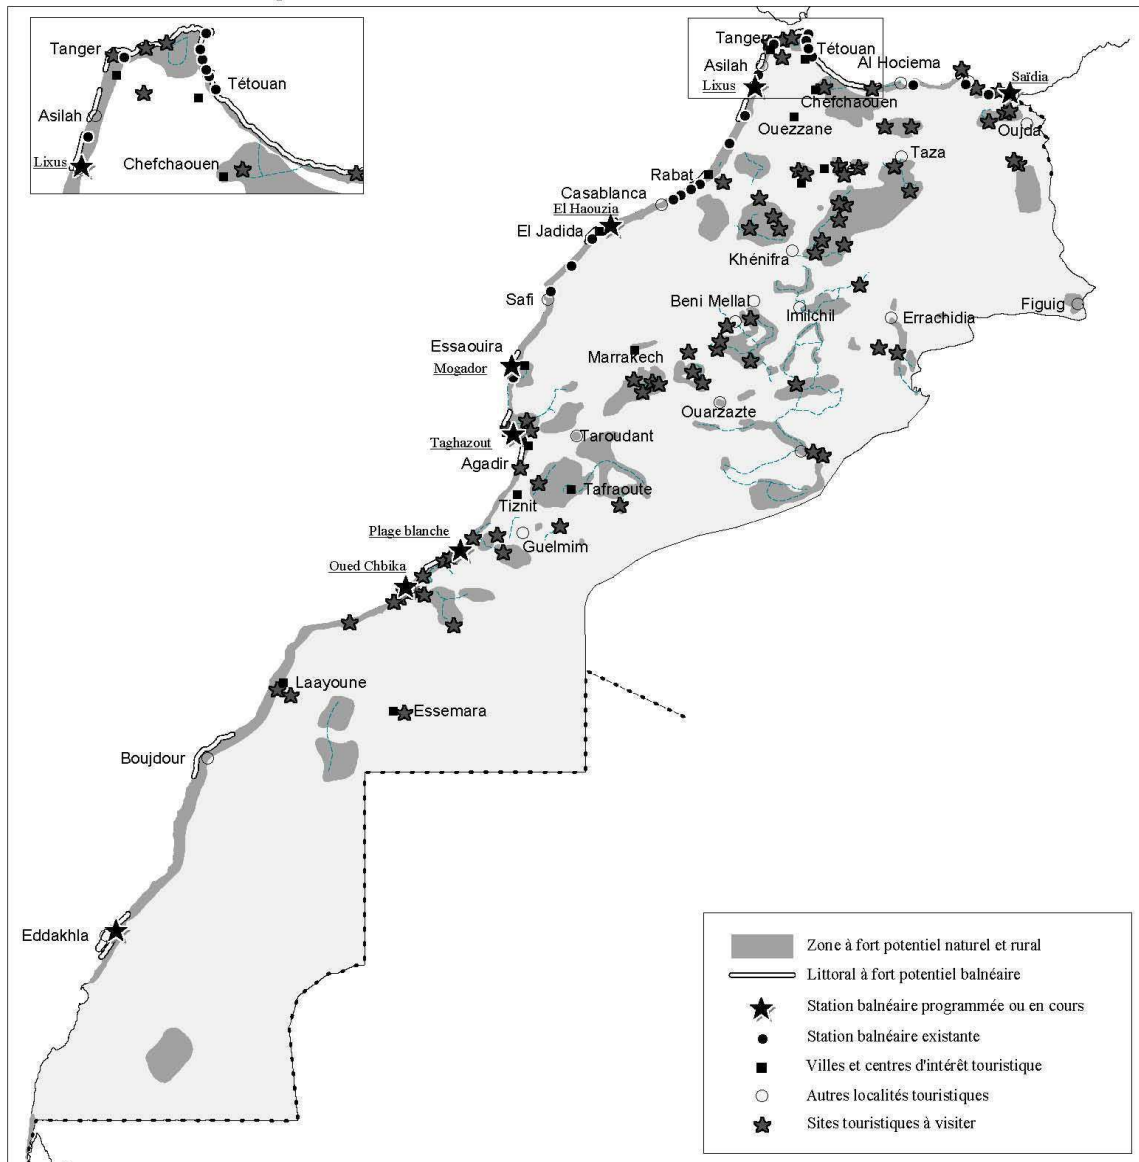 Tanger
Tétouan
Asilah
Lixus
Chefchaouen
Tanger
Tétouan
Asilah
Al Hociema
Lixus
Saïdia
Chefchaouen
Ouezzane
Oujda
Taza
Rabat
Casablanca
El Haouzia
El Jadida
Khénifra
Safi
Beni Mellal
Imilchil
Errachidia
Figuig
Essaouira
Marrakech
Mogador
Ouarzazte
Taghazout
Taroudant
Agadir
Tafraoute
Tiznit
Plage blanche
Guelmim
Oued Chbika
Laayoune
Essemara
Boujdour
Eddakhla
Zone à fort potentiel naturel et rural
Littoral à fort potentiel balnéaire
Station balnéaire programmée ou en cours
Station balnéaire existante
Villes et centres d'intérêt touristique
Autres localités touristiques
Sites touristiques à visiter